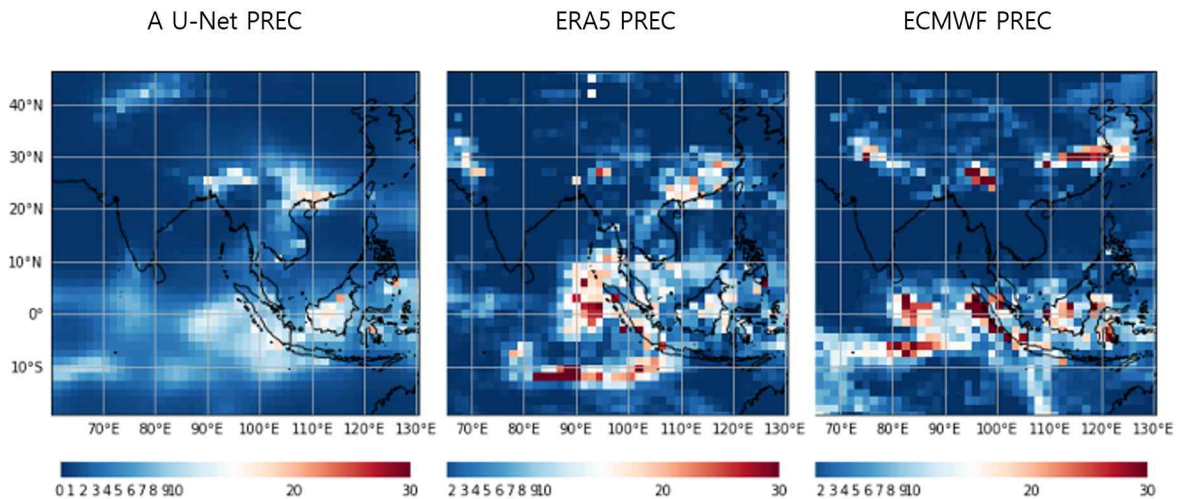 A U-Net PREC
ERA5 PREC
ECMWF PREC
40°N
30°N
20°N
10°N
0°
10°S
70°E 80°E 90°E 100°E 110°E 120°E 130°E
70°E 80°E 90°E 100°E 110°E 120°E 130°E
70°E 80°E 90°E 100°E 110°E 120°E 130°E
0 1 2 3 4 5 6 7 8 9 10 20 30
2 3 4 5 6 7 8 9 10 20 30
2 3 4 5 6 7 8 9 10 20 30